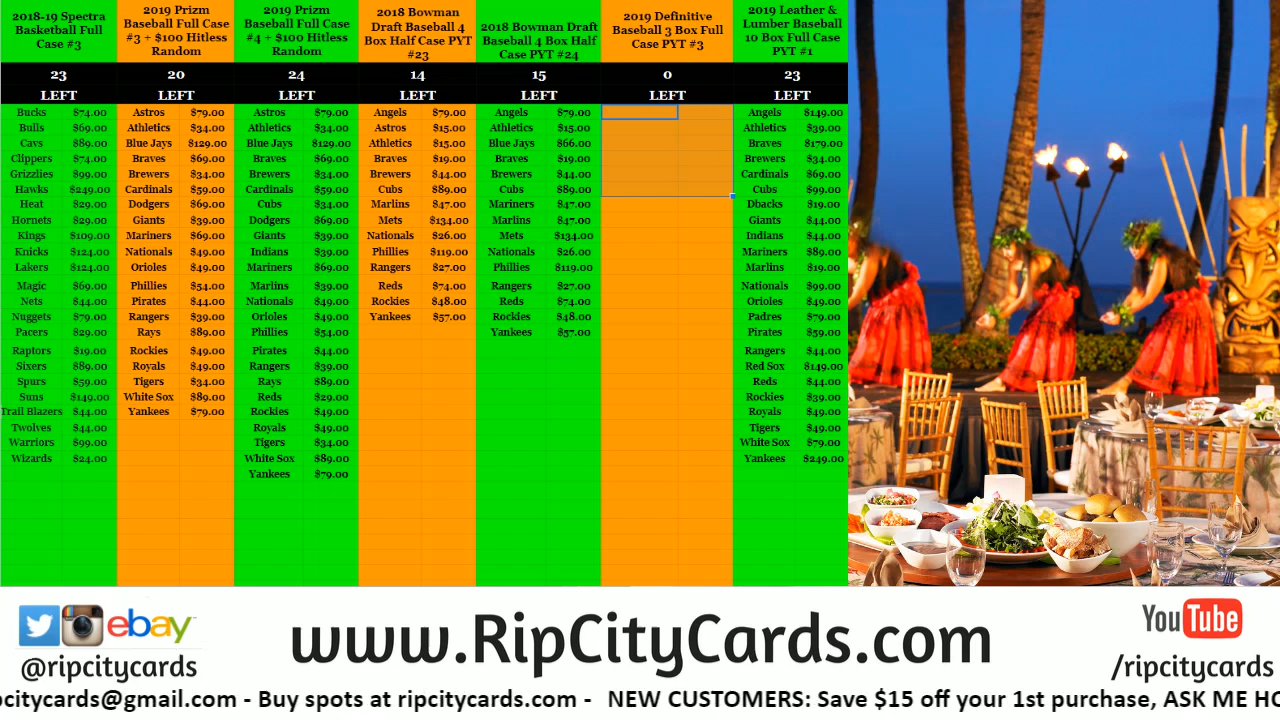 2018-19 Spectra
Basketball Full
Case #3
23
LEFT
Bucks $74.00
Bulls $69.00
Cavs $89.00
Clippers $74.00
Grizzlies $99.00
Hawks $249.00
Heat $29.00
Hornets $29.00
Kings $109.00
Knicks $124.00
Lakers $124.00
Magic $69.00
Nets $44.00
Nuggets $79.00
Pacers $29.00
Raptors $19.00
Sixers $89.00
Spurs $59.00
Suns $149.00
Trail Blazers $44.00
Twolves $44.00
Warriors $99.00
Wizards $24.00
2019 Prizm
Baseball Full Case
#3 + $100 Hitless
Random
20
LEFT
Astros $79.00
Athletics $34.00
Blue Jays $129.00
Braves $69.00
Brewers $34.00
Cardinals $59.00
Dodgers $69.00
Giants $39.00
Mariners $69.00
Nationals $49.00
Orioles $49.00
Phillies $54.00
Pirates $44.00
Rangers $39.00
Rays $89.00
Rockies $49.00
Royals $49.00
Tigers $34.00
White Sox $89.00
Yankees $79.00
2019 Prizm
Baseball Full Case
#4 + $100 Hitless
Random
24
LEFT
Astros $79.00
Athletics $34.00
Blue Jays $129.00
Braves $69.00
Brewers $34.00
Cardinals $59.00
Cubs $34.00
Dodgers $69.00
Giants $39.00
Indians $39.00
Mariners $69.00
Marlins $39.00
Nationals $49.00
Orioles $49.00
Phillies $54.00
Pirates $44.00
Rangers $39.00
Rays $89.00
Reds $29.00
Rockies $49.00
Royals $49.00
Tigers $34.00
White Sox $89.00
Yankees $79.00
2018 Bowman
Draft Baseball 4
Box Half Case PYT
#23
14
LEFT
Angels $79.00
Astros $15.00
Athletics $15.00
Braves $19.00
Brewers $44.00
Cubs $89.00
Marlins $47.00
Mets $134.00
Nationals $26.00
Phillies $119.00
Rangers $27.00
Reds $74.00
Rockies $48.00
Yankees $57.00
2018 Bowman Draft
Baseball 4 Box Half
Case PYT #24
15
LEFT
Angels $79.00
Athletics $15.00
Blue Jays $66.00
Braves $19.00
Brewers $44.00
Cubs $89.00
Mariners $47.00
Marlins $47.00
Mets $134.00
Nationals $26.00
Phillies $119.00
Rangers $27.00
Reds $74.00
Rockies $48.00
Yankees $57.00
2019 Definitive
Baseball 3 Box Full
Case PYT #3
0
LEFT
2019 Leather &
Lumber Baseball
10 Box Full Case
PYT #1
23
LEFT
Angels $149.00
Athletics $39.00
Braves $179.00
Brewers $34.00
Cardinals $69.00
Cubs $99.00
Dbacks $19.00
Giants $44.00
Indians $44.00
Mariners $89.00
Marlins $19.00
Nationals $99.00
Orioles $49.00
Padres $79.00
Pirates $59.00
Rangers $44.00
Red Sox $149.00
Reds $44.00
Rockies $39.00
Royals $49.00
Tigers $49.00
White Sox $79.00
Yankees $249.00
ebay
@ripcitycards
www.RipCityCards.com
YouTube
/ripcitycards
pcitycards@gmail.com - Buy spots at ripcitycards.com - NEW CUSTOMERS: Save $15 off your 1st purchase, ASK ME HO